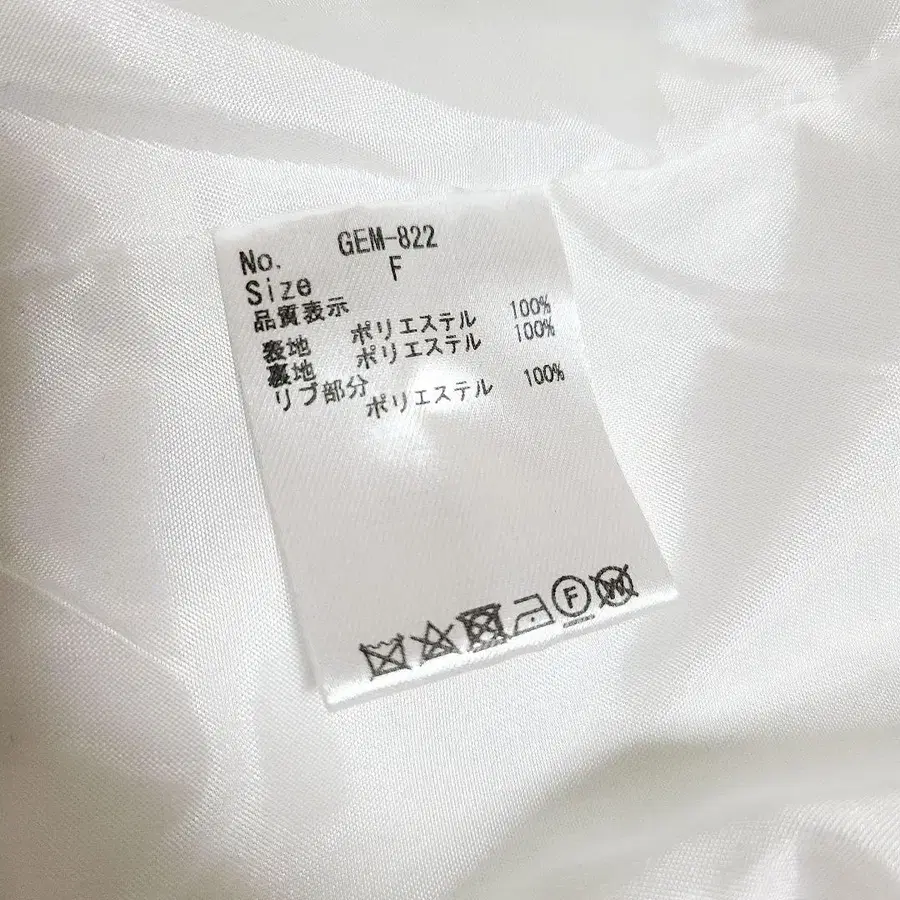 No. GEM-822
Size F
品質表示
表地 ポリエステル 100%
裏地 ポリエステル 100%
リブ部分
ポリエステル 100%
F W